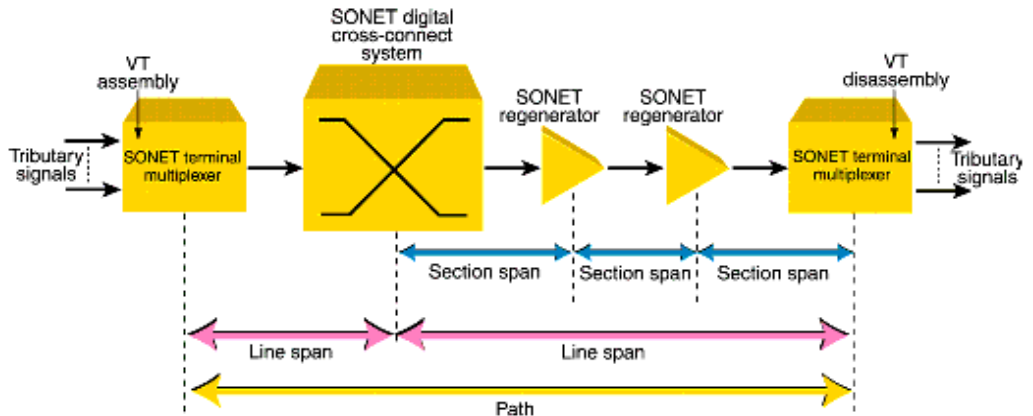 SONET digital
cross-connect
system
VT
assembly
VT
disassembly
SONET
regenerator
SONET
regenerator
Tributary
signals
SONET terminal
multiplexer
SONET terminal
multiplexer
Tributary
signals
Section span
Section span
Section span
Line span
Line span
Path